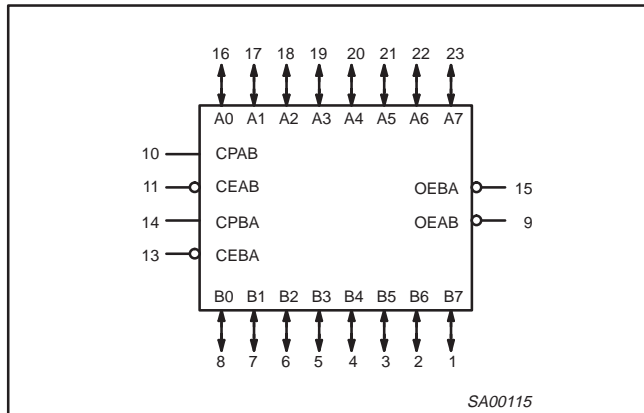 16 17 18 19 20 21 22 23
A0 A1 A2 A3 A4 A5 A6 A7
10 CPAB
11 CEAB OEBA 15
14 CPBA OEAB 9
13 CEBA
B0 B1 B2 B3 B4 B5 B6 B7
8 7 6 5 4 3 2 1
SA00115